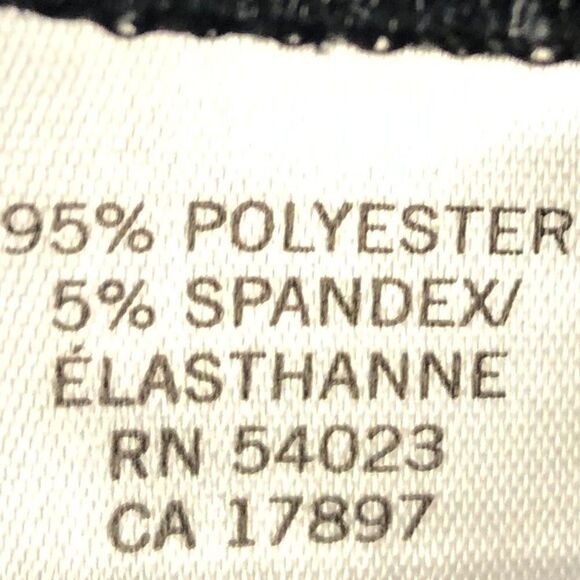 95% POLYESTER
5% SPANDEX/
ÉLASTHANNE
RN 54023
CA 17897